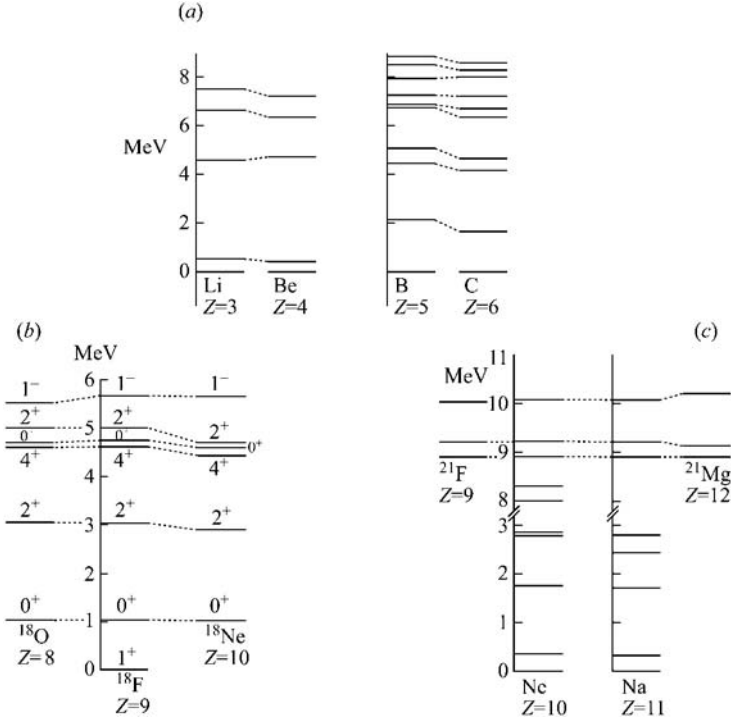 (a)
8
6
MeV
4
2
0
Li
Z=3
Be
Z=4
B
Z=5
C
Z=6
(b)
MeV
6
5
4
3
2
1
0
1⁻
2⁺
0
4⁺
2⁺
0⁺
¹⁸O
Z=8
1⁻
2⁺
0
4⁺
2⁺
0⁺
1⁺
¹⁸F
Z=9
1⁻
2⁺
0⁺
4⁺
2⁺
0⁺
¹⁸Ne
Z=10
(c)
11
MeV
10
9
8
3
2
1
0
²¹F
Z=9
²¹Mg
Z=12
Nc
Z=10
Na
Z=11